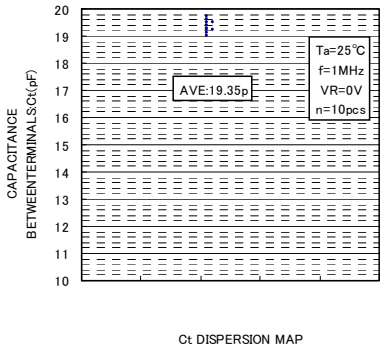 20
19
18
17
16
15
14
13
12
11
10
CAPACITANCE
BETWEENTERMINALS:Ct(pF)
Ta=25℃
f=1MHz
VR=0V
n=10pcs
AVE:19.35p
Ct DISPERSION MAP